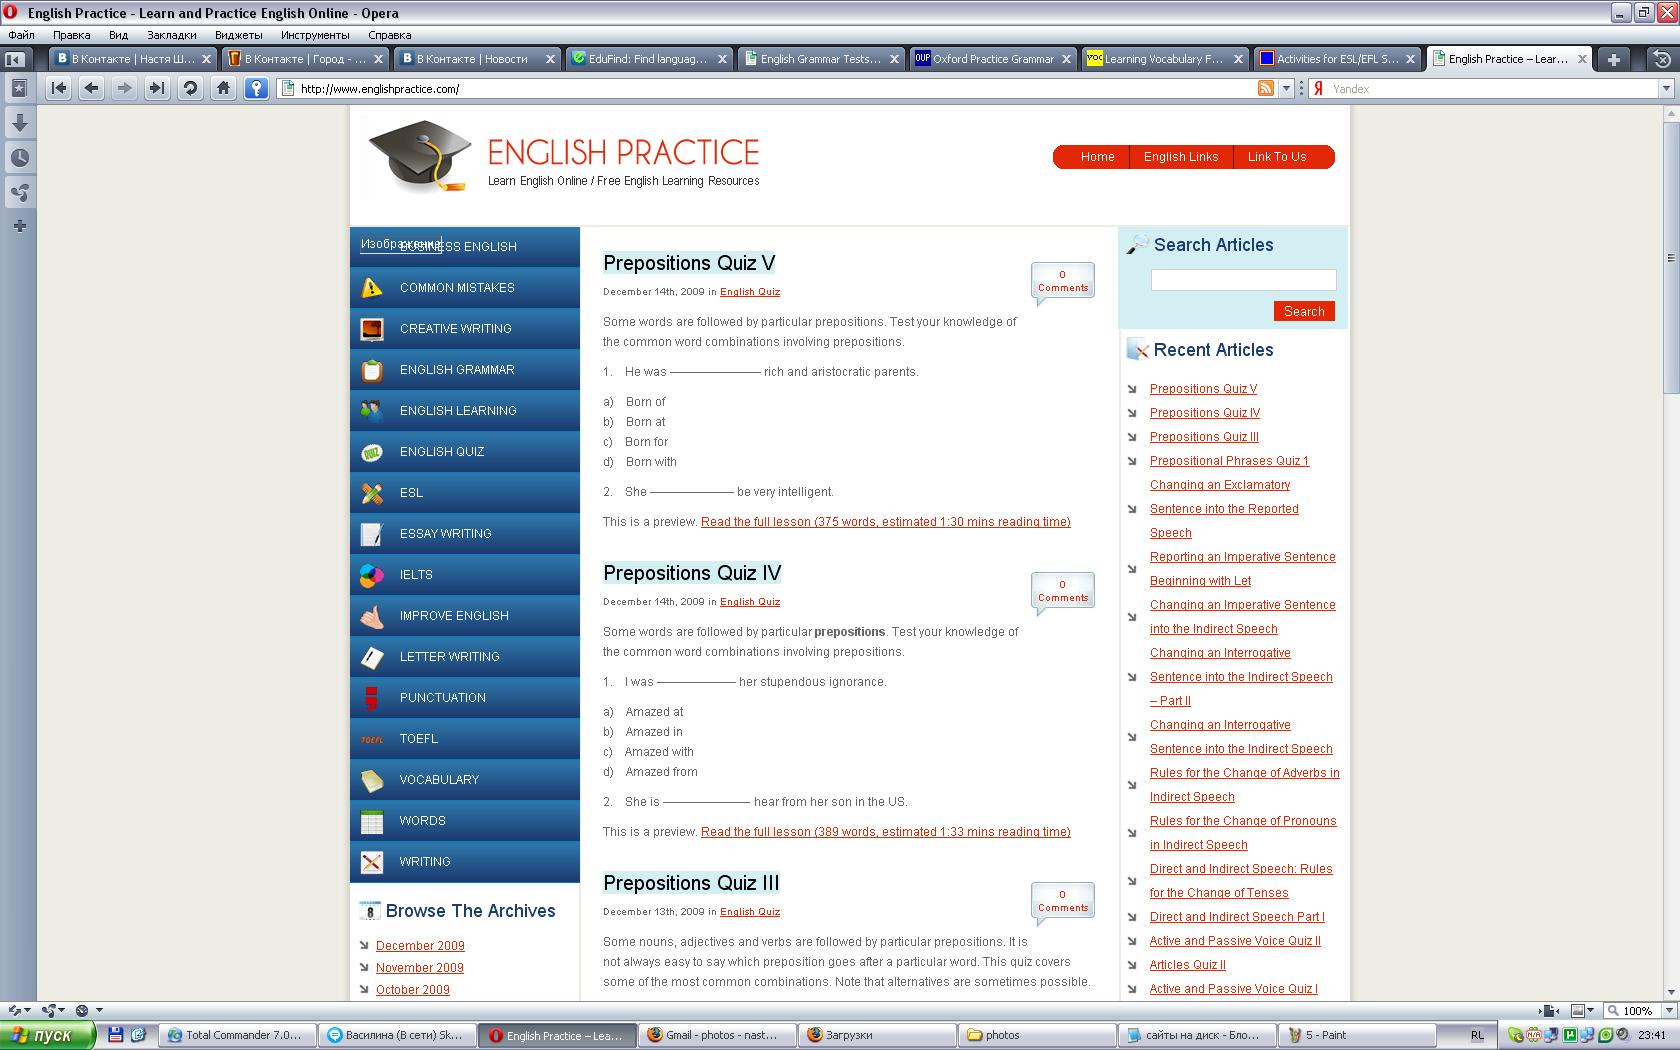 English Practice - Learn and Practice English Online - Opera
Файл Правка Вид Закладки Виджеты Инструменты Справка
В Контакте | Настя Ш... В Контакте | Город - ... В Контакте | Новости EduFind: Find languag... English Grammar Tests... OUP Oxford Practice Grammar VOC Learning Vocabulary F... Activities for ESL/EFL S... English Practice – Lear...
http://www.englishpractice.com/ Я Yandex
ENGLISH PRACTICE
Learn English Online / Free English Learning Resources
Home English Links Link To Us
Изображение
BUSINESS ENGLISH
COMMON MISTAKES
CREATIVE WRITING
ENGLISH GRAMMAR
ENGLISH LEARNING
QUIZ ENGLISH QUIZ
ESL
ESSAY WRITING
IELTS
IMPROVE ENGLISH
LETTER WRITING
PUNCTUATION
TOEFL TOEFL
VOCABULARY
WORDS
WRITING
8 Browse The Archives
December 2009
November 2009
October 2009
Prepositions Quiz V
0
Comments
December 14th, 2009 in English Quiz
Some words are followed by particular prepositions. Test your knowledge of
the common word combinations involving prepositions.
1. He was ——————— rich and aristocratic parents.
a) Born of
b) Born at
c) Born for
d) Born with
2. She ——————— be very intelligent.
This is a preview. Read the full lesson (375 words, estimated 1:30 mins reading time)
Prepositions Quiz IV
0
Comments
December 14th, 2009 in English Quiz
Some words are followed by particular prepositions. Test your knowledge of
the common word combinations involving prepositions.
1. I was ——————— her stupendous ignorance.
a) Amazed at
b) Amazed in
c) Amazed with
d) Amazed from
2. She is ——————— hear from her son in the US.
This is a preview. Read the full lesson (389 words, estimated 1:33 mins reading time)
Prepositions Quiz III
0
Comments
December 13th, 2009 in English Quiz
Some nouns, adjectives and verbs are followed by particular prepositions. It is
not always easy to say which preposition goes after a particular word. This quiz covers
some of the most common combinations. Note that alternatives are sometimes possible.
Search Articles
Search
Recent Articles
Prepositions Quiz V
Prepositions Quiz IV
Prepositions Quiz III
Prepositional Phrases Quiz 1
Changing an Exclamatory
Sentence into the Reported
Speech
Reporting an Imperative Sentence
Beginning with Let
Changing an Imperative Sentence
into the Indirect Speech
Changing an Interrogative
Sentence into the Indirect Speech
– Part II
Changing an Interrogative
Sentence into the Indirect Speech
Rules for the Change of Adverbs in
Indirect Speech
Rules for the Change of Pronouns
in Indirect Speech
Direct and Indirect Speech: Rules
for the Change of Tenses
Direct and Indirect Speech Part I
Active and Passive Voice Quiz II
Articles Quiz II
Active and Passive Voice Quiz I
100%
пуск Total Commander 7.0... Василина (В сети) Sk... English Practice – Lea... Gmail - photos - nast... Загрузки photos сайты на диск - Бло... 5 - Paint RL 23:41